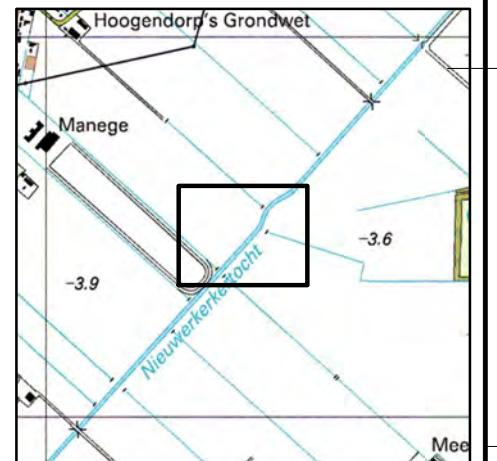 Hoogendorp's Grondwet
Manege
-3.6
-3.9
Nieuwerkerkertocht
Mee